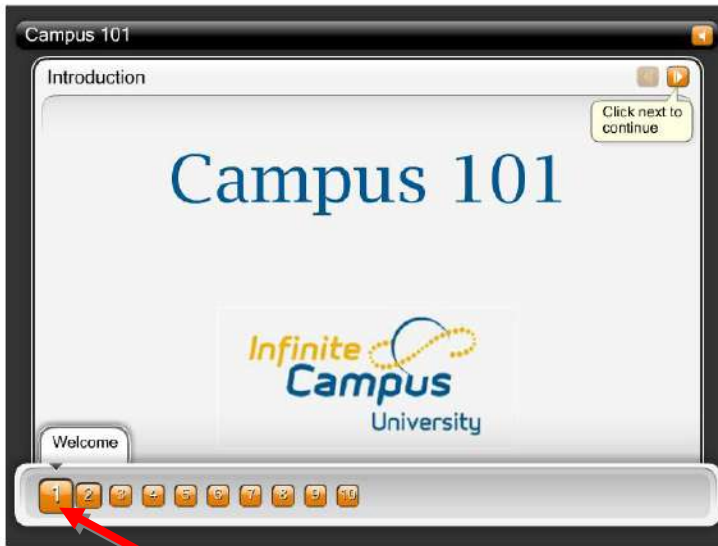 Campus 101
Introduction
Click next to
continue
Campus 101
Infinite
Campus
University
Welcome
1 2 3 4 5 6 7 8 9 10